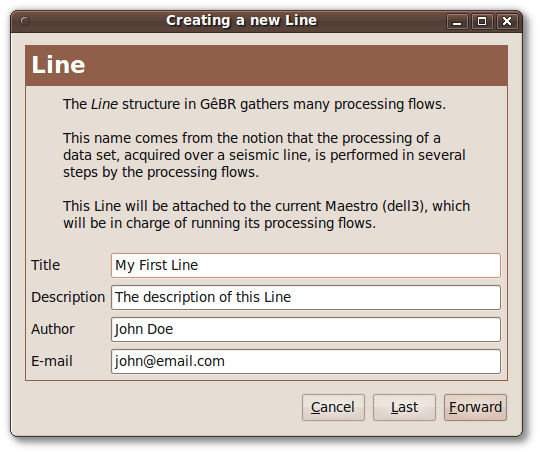 Creating a new Line
Line
The Line structure in GêBR gathers many processing flows.
This name comes from the notion that the processing of a
data set, acquired over a seismic line, is performed in several
steps by the processing flows.
This Line will be attached to the current Maestro (dell3), which
will be in charge of running its processing flows.
Title My First Line
Description The description of this Line
Author John Doe
E-mail john@email.com
Cancel Last Forward